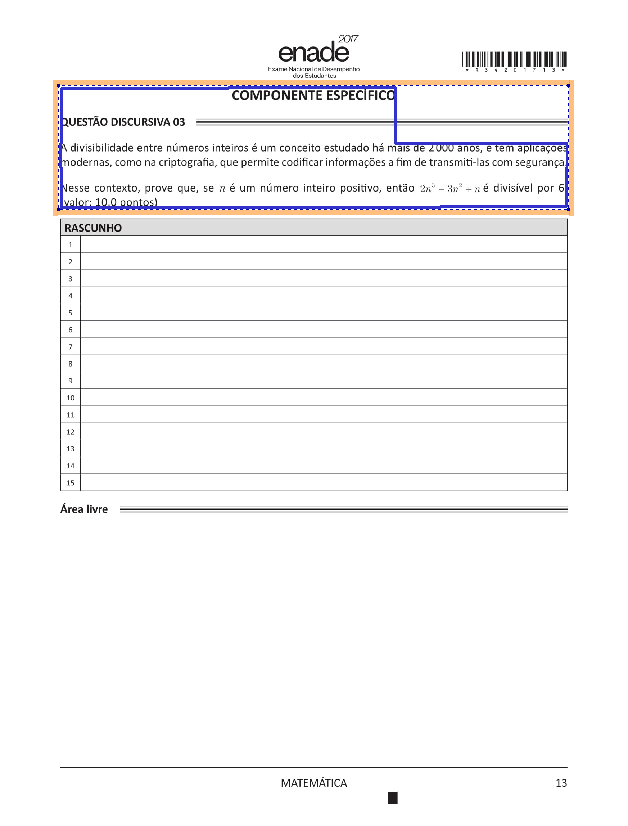 2017
enade
Exame Nacional de Desempenho
dos Estudantes
*R3420171 3*
COMPONENTE ESPECÍFICO
QUESTÃO DISCURSIVA 03
A divisibilidade entre números inteiros é um conceito estudado há mais de 2 000 anos, e tem aplicações
modernas, como na criptografia, que permite codificar informações a fim de transmiti-las com segurança.
Nesse contexto, prove que, se n é um número inteiro positivo, então 2n³ − 3n² + n é divisível por 6
(valor: 10,0 pontos)
RASCUNHO
1
2
3
4
5
6
7
8
9
10
11
12
13
14
15
Área livre
MATEMÁTICA
13